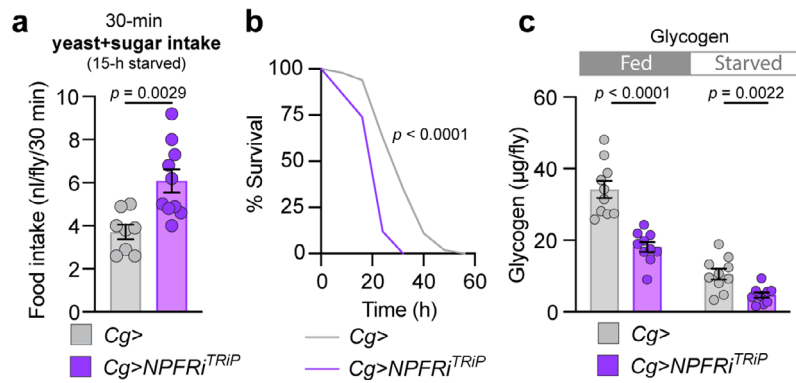 a
30-min
yeast+sugar intake
(15-h starved)
p = 0.0029
Food intake (nl/fly/30 min)
10
8
6
4
2
0
Cg>
Cg>NPFRi^TRiP
b
% Survival
100
75
50
25
0
p < 0.0001
0 20 40 60
Time (h)
Cg>
Cg>NPFRi^TRiP
c
Glycogen
Fed Starved
p < 0.0001 p = 0.0022
Glycogen (µg/fly)
60
40
20
0
Cg>
Cg>NPFRi^TRiP